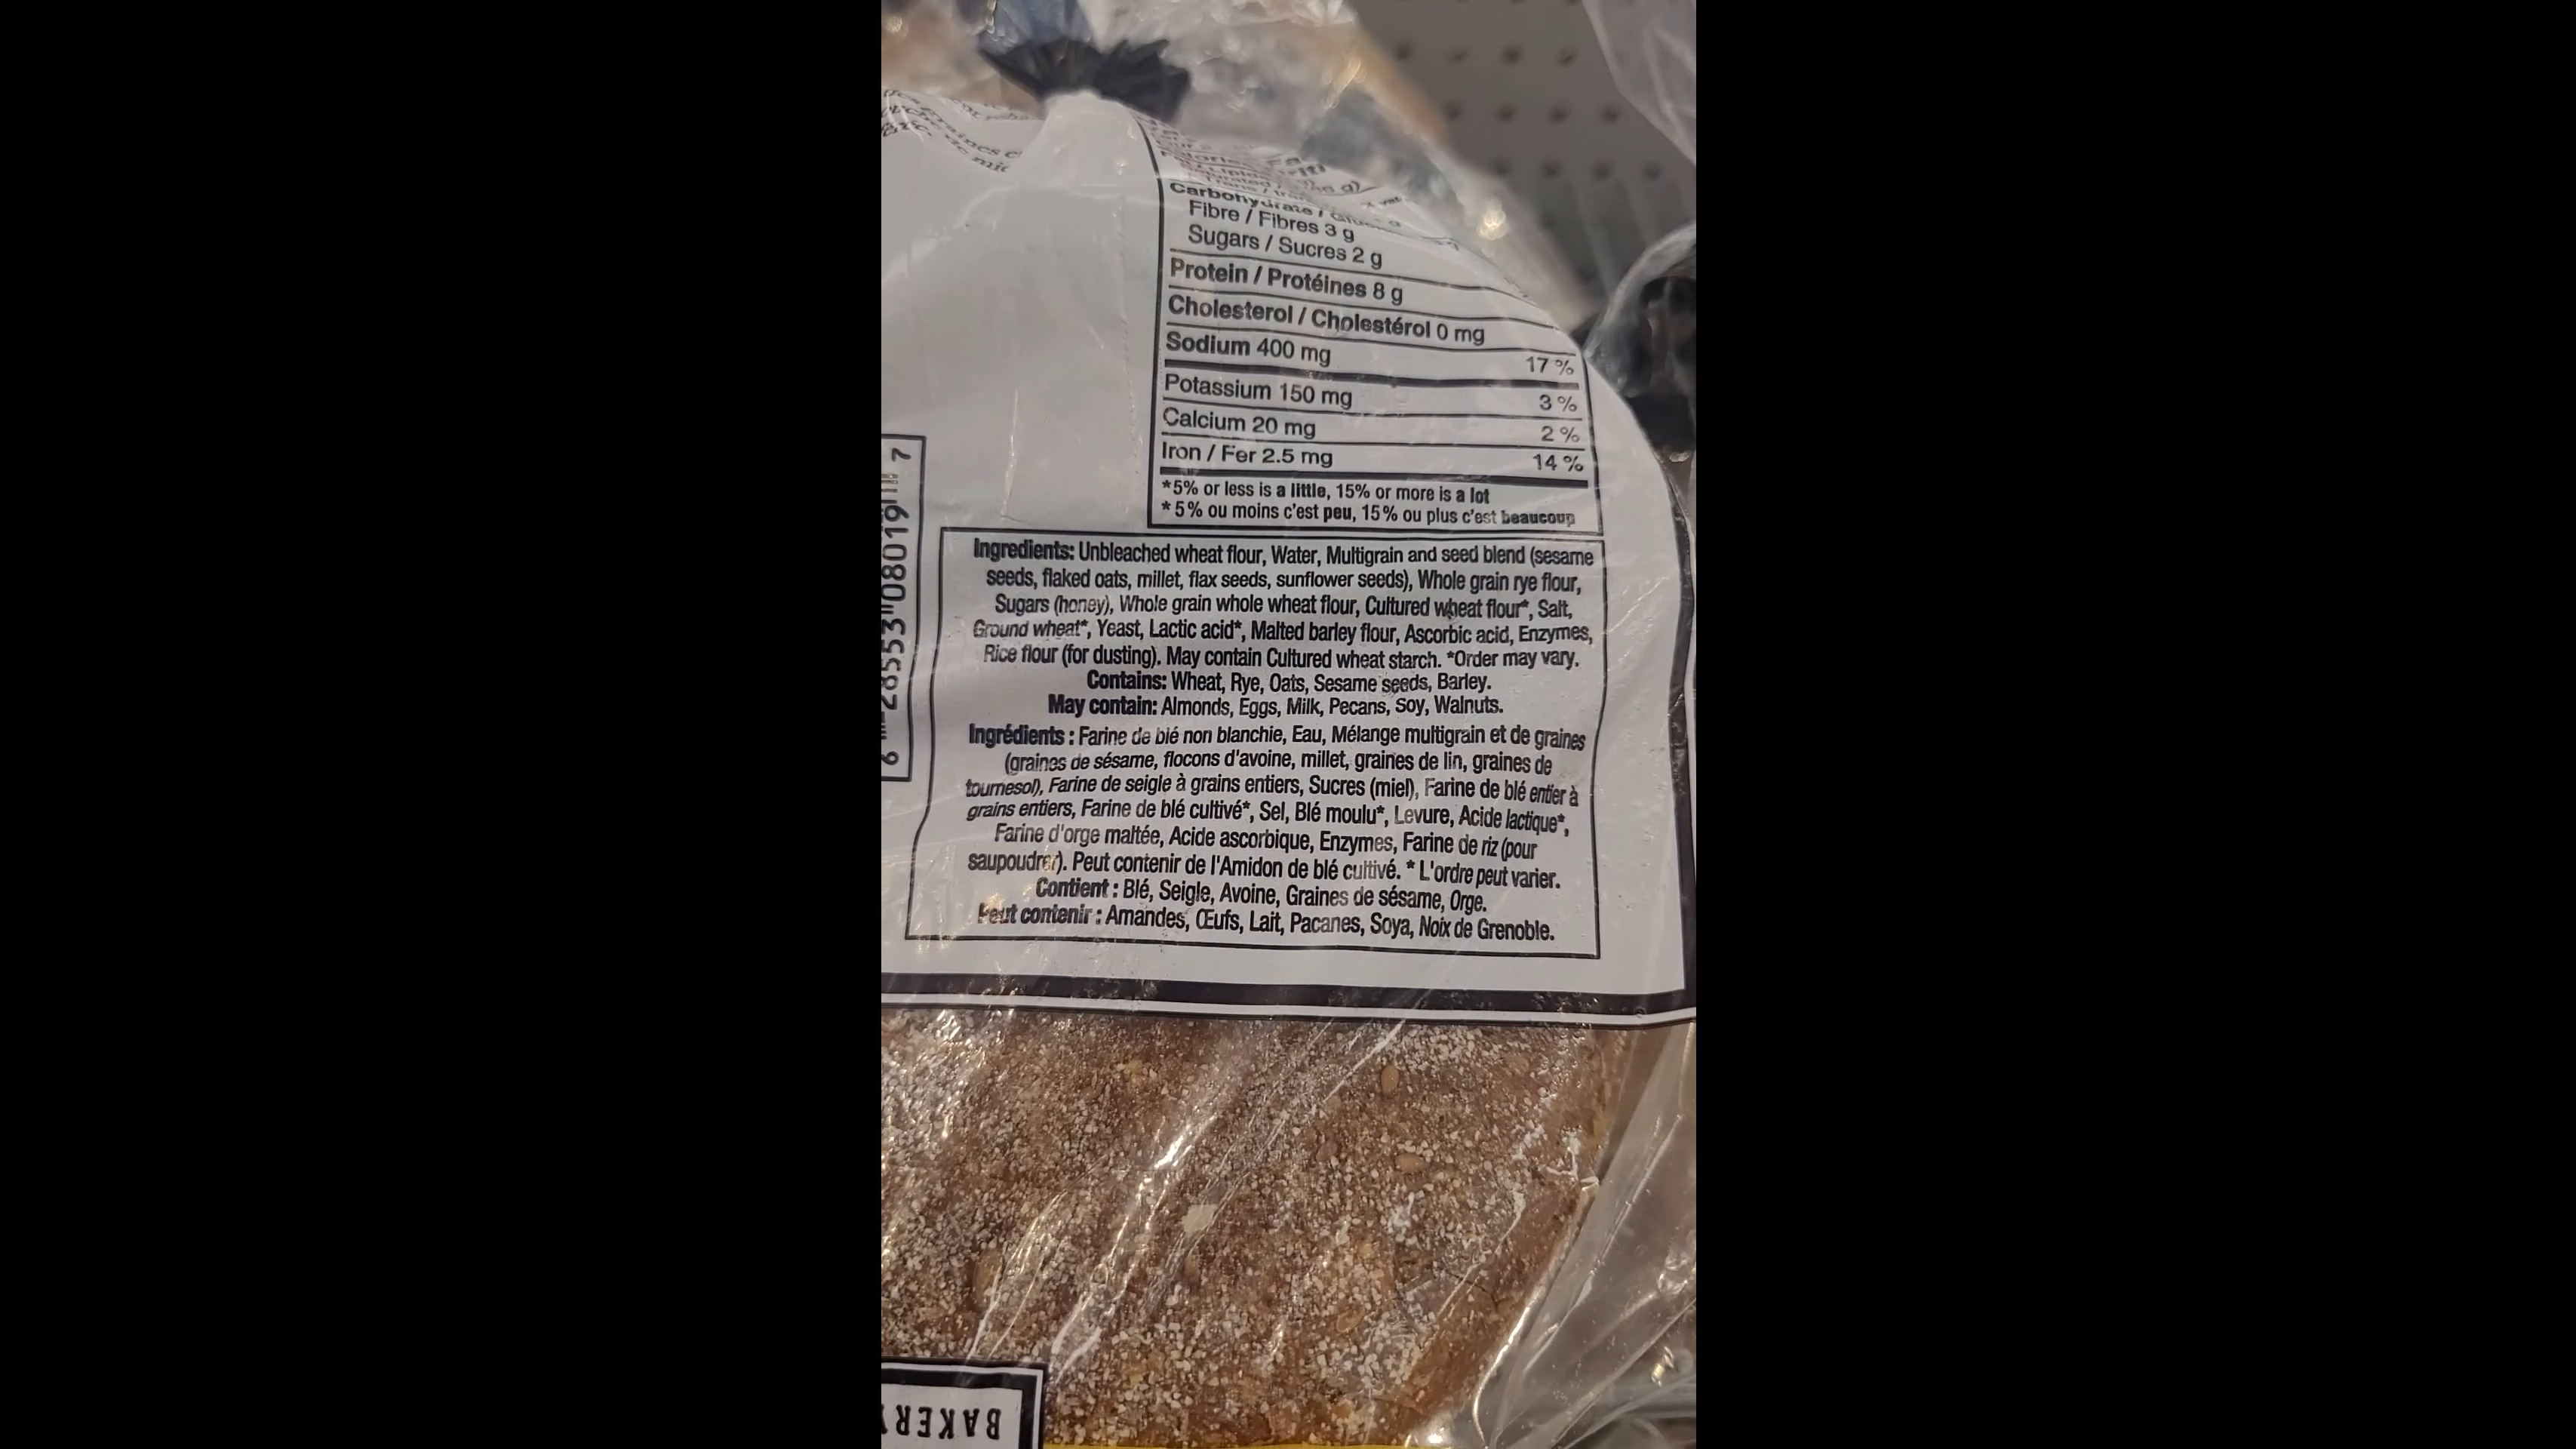 Carbohydrate /
Fibre / Fibres 3 g
Sugars / Sucres 2 g
Protein / Protéines 8 g
Cholesterol / Cholestérol 0 mg
Sodium 400 mg 17 %
Potassium 150 mg 3 %
Calcium 20 mg 2 %
Iron / Fer 2.5 mg 14 %
*5% or less is a little, 15% or more is a lot
*5% ou moins c'est peu, 15% ou plus c'est beaucoup
Ingredients: Unbleached wheat flour, Water, Multigrain and seed blend (sesame
seeds, flaked oats, millet, flax seeds, sunflower seeds), Whole grain rye flour,
Sugars (honey), Whole grain whole wheat flour, Cultured wheat flour*, Salt,
Ground wheat*, Yeast, Lactic acid*, Malted barley flour, Ascorbic acid, Enzymes,
Rice flour (for dusting). May contain Cultured wheat starch. *Order may vary.
Contains: Wheat, Rye, Oats, Sesame seeds, Barley.
May contain: Almonds, Eggs, Milk, Pecans, Soy, Walnuts.
Ingrédients : Farine de blé non blanchie, Eau, Mélange multigrain et de graines
(graines de sésame, flocons d'avoine, millet, graines de lin, graines de
tournesol), Farine de seigle à grains entiers, Sucres (miel), Farine de blé entier à
grains entiers, Farine de blé cultivé*, Sel, Blé moulu*, Levure, Acide lactique*,
Farine d'orge maltée, Acide ascorbique, Enzymes, Farine de riz (pour
saupoudrer). Peut contenir de l'Amidon de blé cultivé. * L'ordre peut varier.
Contient : Blé, Seigle, Avoine, Graines de sésame, Orge.
Peut contenir : Amandes, Œufs, Lait, Pacanes, Soya, Noix de Grenoble.
6 28553 08019 7
BAKERY